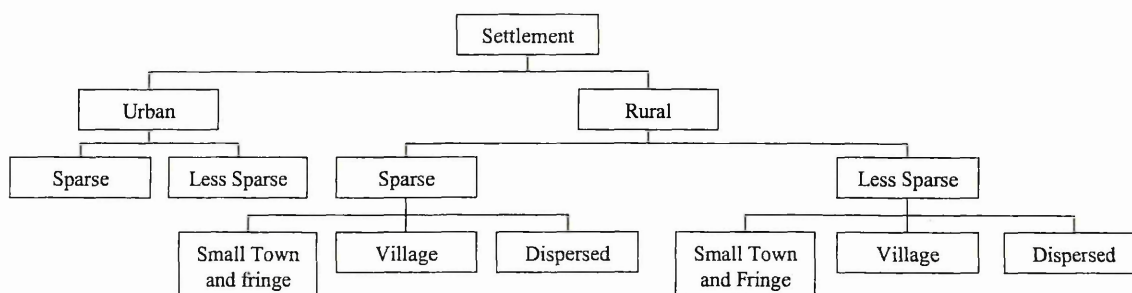 Settlement
Urban
Rural
Sparse
Less Sparse
Sparse
Less Sparse
Small Town
and fringe
Village
Dispersed
Small Town
and Fringe
Village
Dispersed